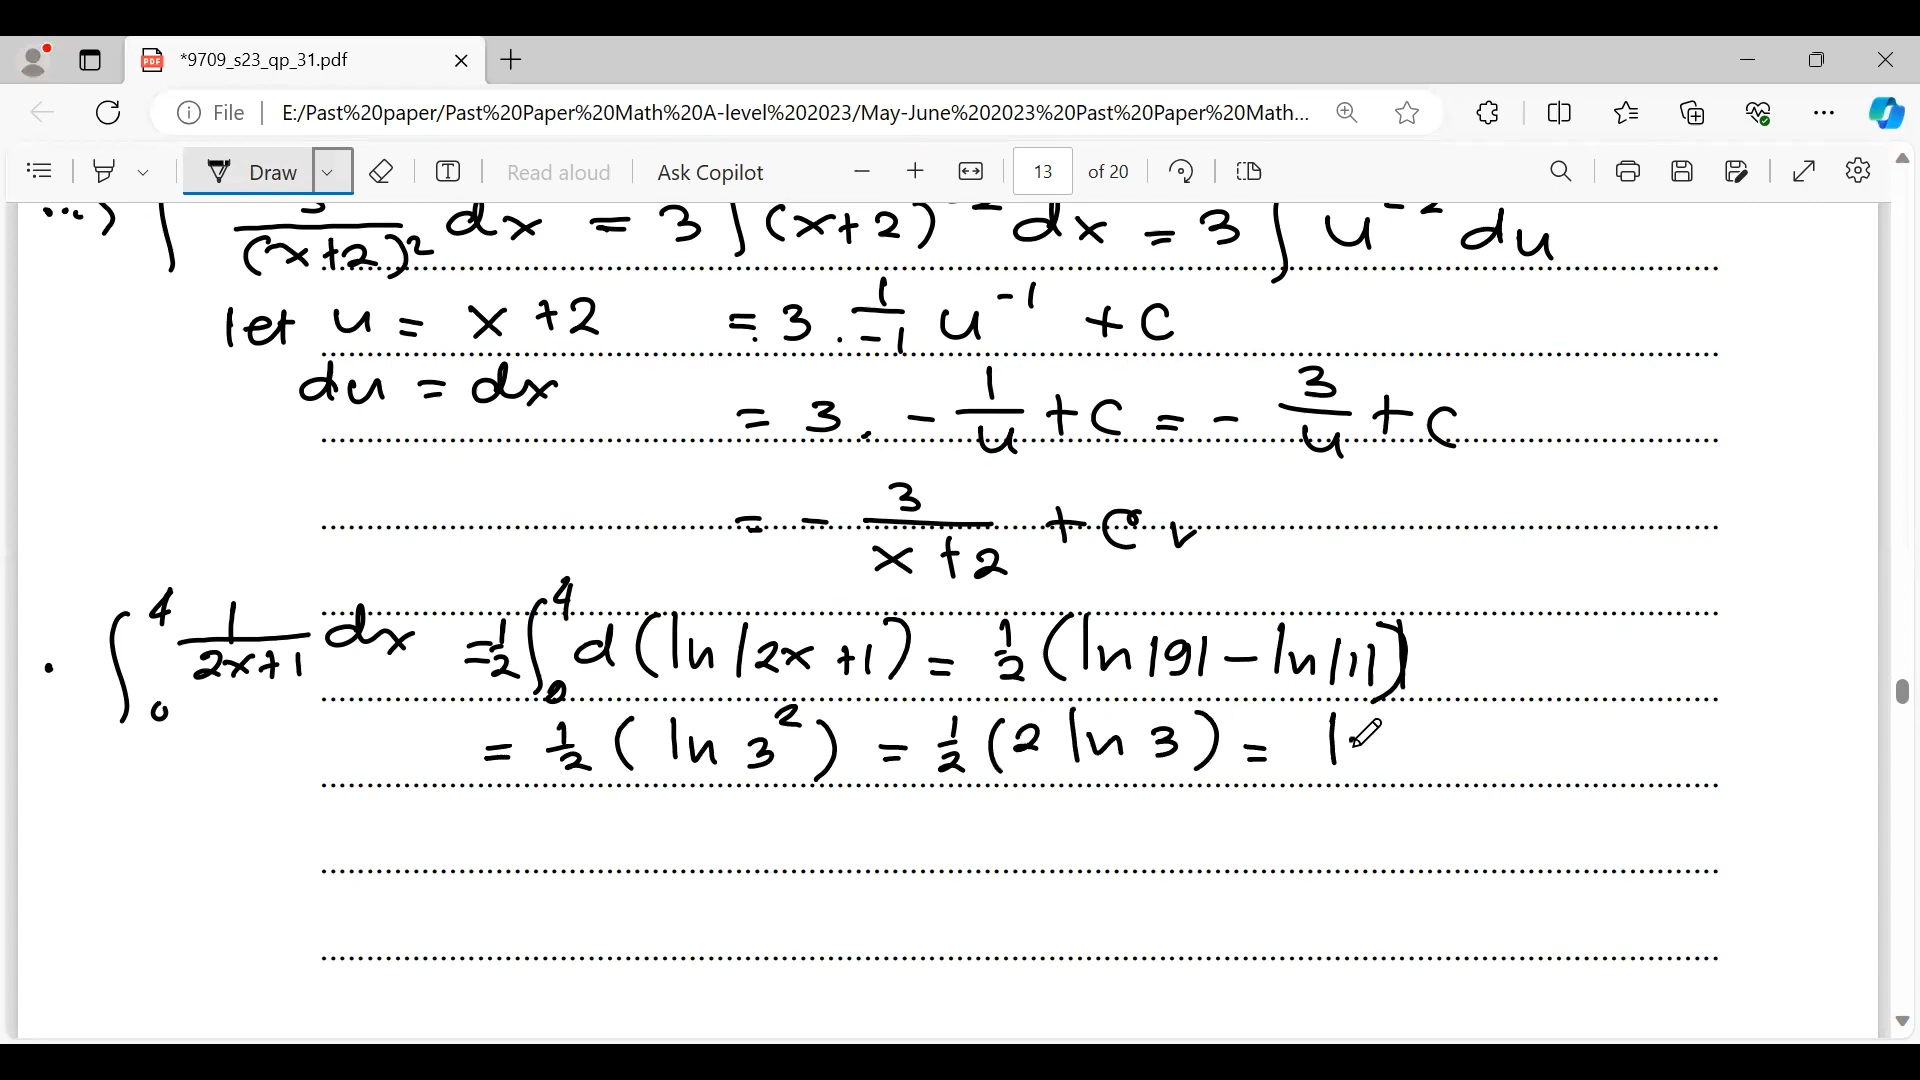 *9709_s23_qp_31.pdf
File | E:/Past%20paper/Past%20Paper%20Math%20A-level%202023/May-June%202023%20Past%20Paper%20Math...
Draw Read aloud Ask Copilot 13 of 20
∫ 3/(x+2)² dx = 3 ∫ (x+2)⁻² dx = 3 ∫ u⁻² du
let u = x + 2 = 3 . 1/-1 u⁻¹ + C
du = dx = 3 . - 1/u + C = - 3/u + C
= - 3/(x+2) + C
• ∫₀⁴ 1/(2x+1) dx = 1/2 ∫₀⁴ d (ln |2x+1) = 1/2 (ln |9| - ln |1|)
= 1/2 ( ln 3² ) = 1/2 (2 ln 3) = l